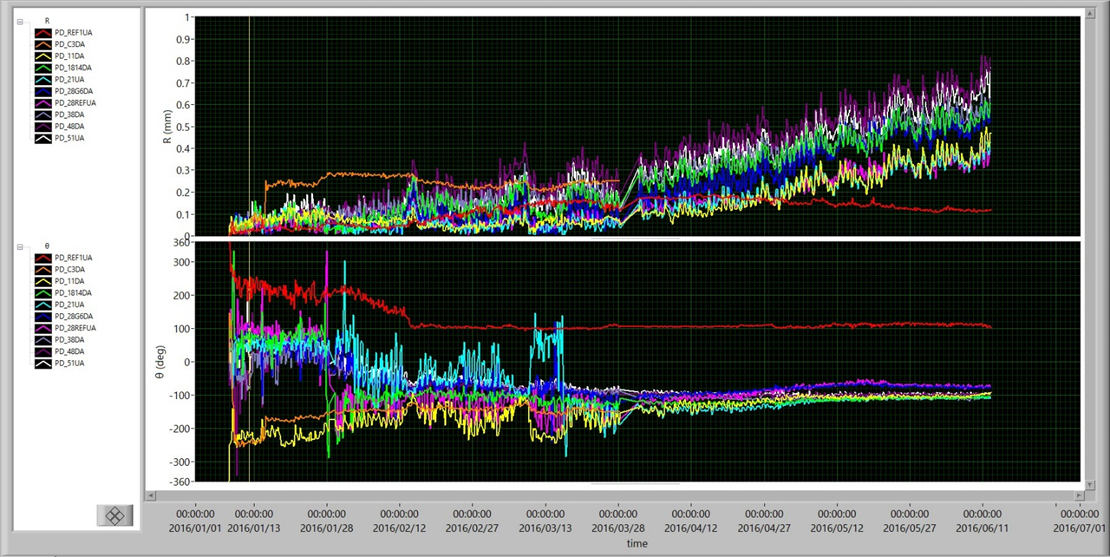 R
PD_REF1UA
PD_C3DA
PD_11DA
PD_1814DA
PD_21UA
PD_28G6DA
PD_28REFUA
PD_38DA
PD_48DA
PD_51UA
θ
PD_REF1UA
PD_C3DA
PD_11DA
PD_1814DA
PD_21UA
PD_28G6DA
PD_28REFUA
PD_38DA
PD_48DA
PD_51UA
R (mm)
1
0.9
0.8
0.7
0.6
0.5
0.4
0.3
0.2
0.1
0
θ (deg)
360
300
200
100
0
-100
-200
-300
-360
00:00:00 00:00:00 00:00:00 00:00:00 00:00:00 00:00:00 00:00:00 00:00:00 00:00:00 00:00:00 00:00:00 00:00:00 00:00:00
2016/01/01 2016/01/13 2016/01/28 2016/02/12 2016/02/27 2016/03/13 2016/03/28 2016/04/12 2016/04/27 2016/05/12 2016/05/27 2016/06/11 2016/07/01
time